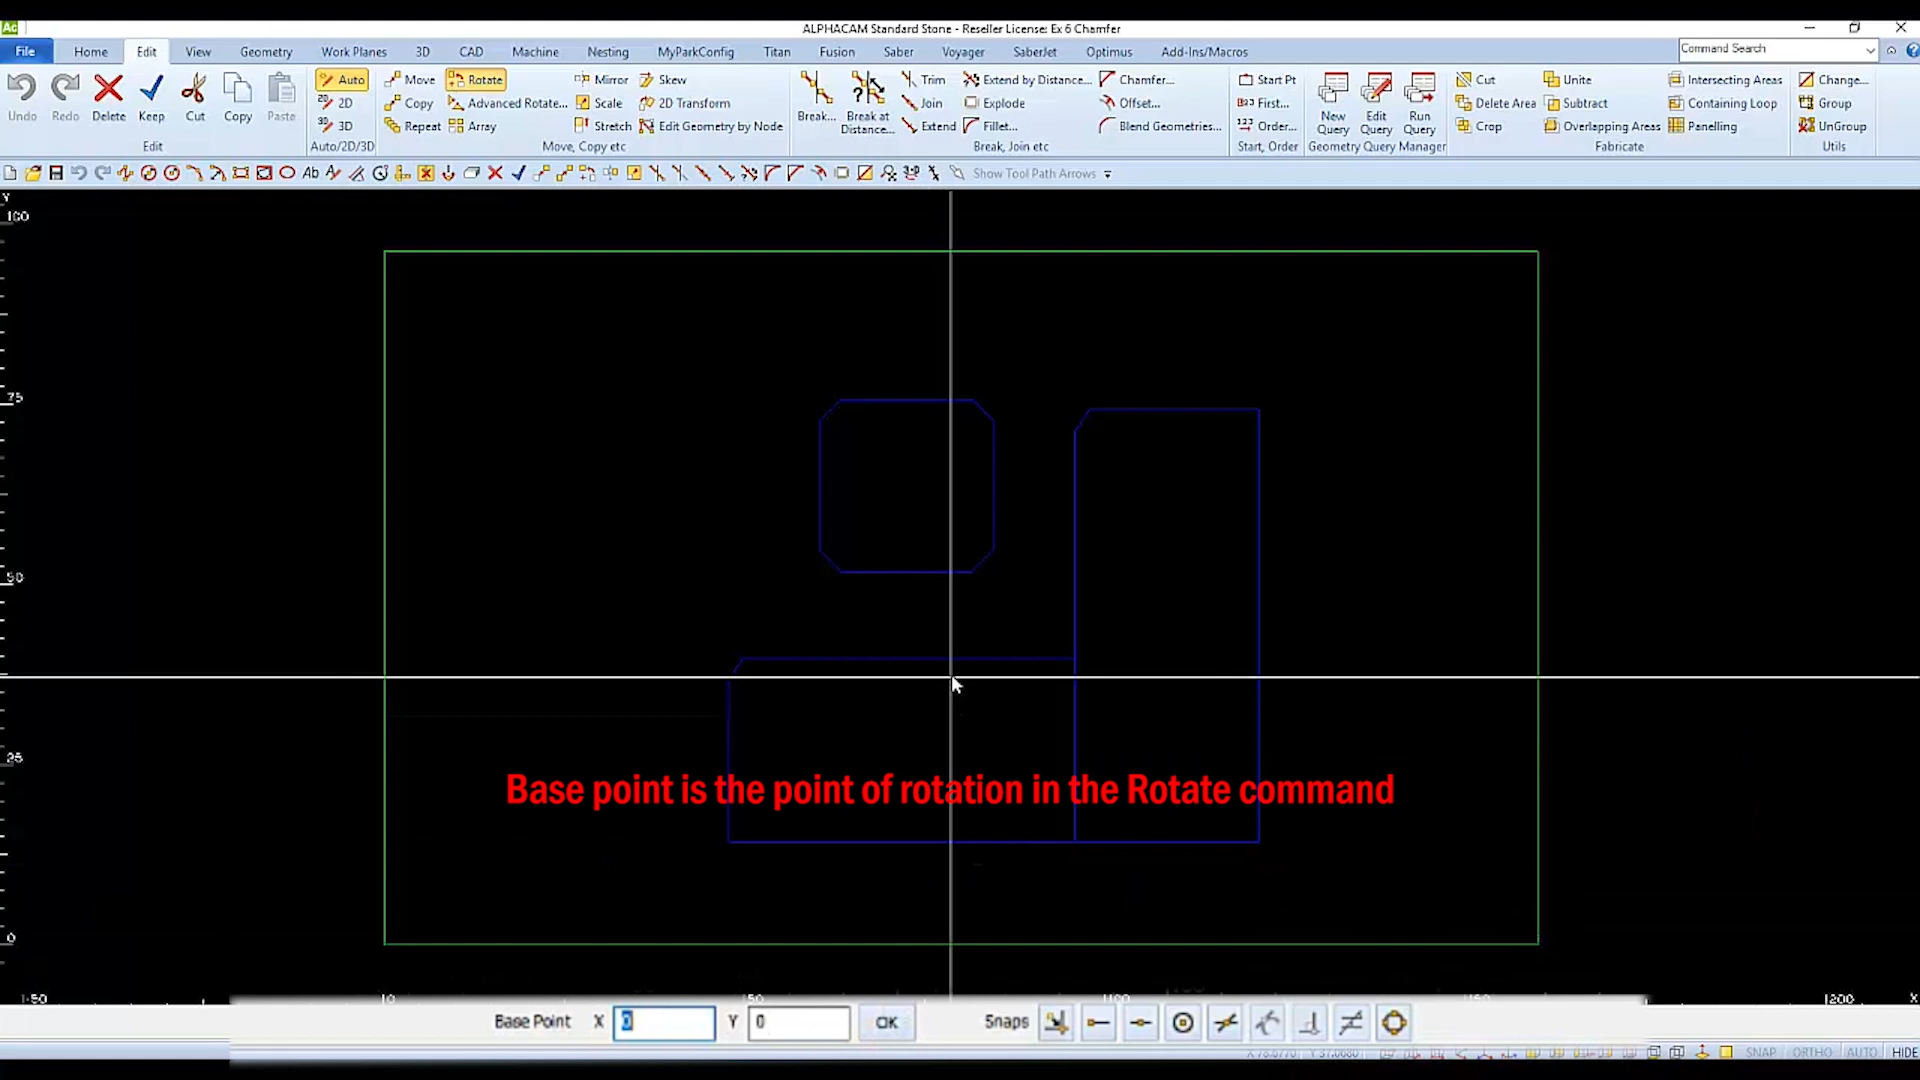 ALPHACAM Standard Stone - Reseller License: Ex 6 Chamfer
File Home Edit View Geometry Work Planes 3D CAD Machine Nesting MyParkConfig Titan Fusion Saber Voyager SaberJet Optimus Add-Ins/Macros Command Search
Auto Move Rotate Mirror Skew Trim Extend by Distance... Chamfer... Start Pt Cut Unite Intersecting Areas Change...
2D Copy Advanced Rotate... Scale 2D Transform Join Explode Offset... First... Delete Area Subtract Containing Loop Group
Undo Redo Delete Keep Cut Copy Paste Break... Break at Distance... New Query Edit Query Run Query
3D Repeat Array Stretch Edit Geometry by Node Extend Fillet... Blend Geometries... Order... Crop Overlapping Areas Panelling UnGroup
Edit Auto/2D/3D Move, Copy etc Break, Join etc Start, Order Geometry Query Manager Fabricate Utils
Show Tool Path Arrows
Y
100
75
50
25
Base point is the point of rotation in the Rotate command
0
50 100 200 X
Base Point X 0 Y 0 OK Snaps
SNAP ORTHO AUTO HIDE